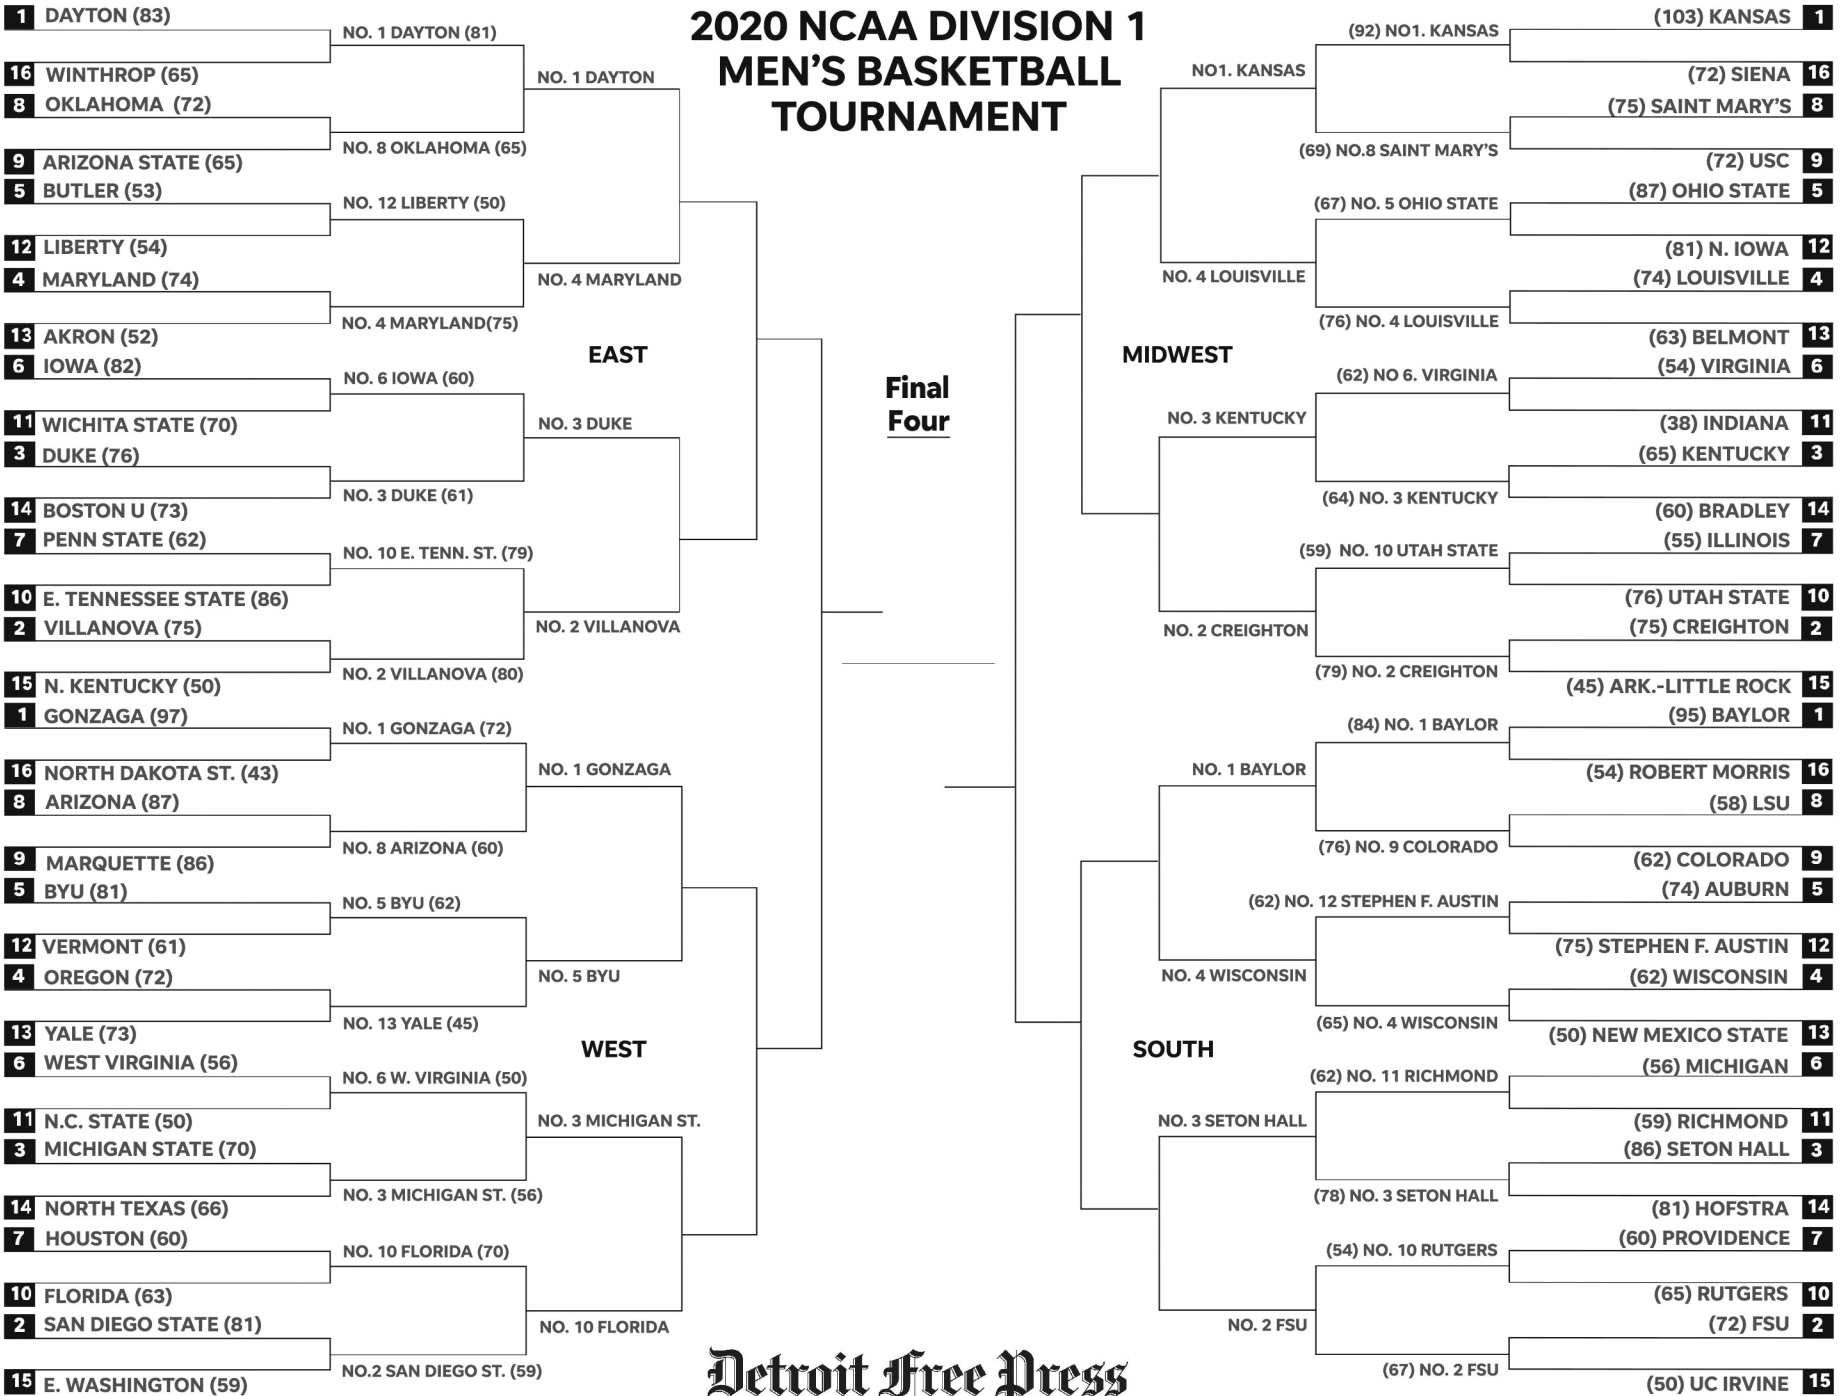 2020 NCAA DIVISION 1
MEN'S BASKETBALL
TOURNAMENT
1 DAYTON (83)
16 WINTHROP (65)
8 OKLAHOMA (72)
9 ARIZONA STATE (65)
5 BUTLER (53)
12 LIBERTY (54)
4 MARYLAND (74)
13 AKRON (52)
6 IOWA (82)
11 WICHITA STATE (70)
3 DUKE (76)
14 BOSTON U (73)
7 PENN STATE (62)
10 E. TENNESSEE STATE (86)
2 VILLANOVA (75)
15 N. KENTUCKY (50)
NO. 1 DAYTON (81)
NO. 8 OKLAHOMA (65)
NO. 12 LIBERTY (50)
NO. 4 MARYLAND(75)
NO. 6 IOWA (60)
NO. 3 DUKE (61)
NO. 10 E. TENN. ST. (79)
NO. 2 VILLANOVA (80)
NO. 1 DAYTON
NO. 4 MARYLAND
NO. 3 DUKE
NO. 2 VILLANOVA
EAST
1 GONZAGA (97)
16 NORTH DAKOTA ST. (43)
8 ARIZONA (87)
9 MARQUETTE (86)
5 BYU (81)
12 VERMONT (61)
4 OREGON (72)
13 YALE (73)
6 WEST VIRGINIA (56)
11 N.C. STATE (50)
3 MICHIGAN STATE (70)
14 NORTH TEXAS (66)
7 HOUSTON (60)
10 FLORIDA (63)
2 SAN DIEGO STATE (81)
15 E. WASHINGTON (59)
NO. 1 GONZAGA (72)
NO. 8 ARIZONA (60)
NO. 5 BYU (62)
NO. 13 YALE (45)
NO. 6 W. VIRGINIA (50)
NO. 3 MICHIGAN ST. (56)
NO. 10 FLORIDA (70)
NO.2 SAN DIEGO ST. (59)
NO. 1 GONZAGA
NO. 5 BYU
NO. 3 MICHIGAN ST.
NO. 10 FLORIDA
WEST
Final
Four
(103) KANSAS 1
(72) SIENA 16
(75) SAINT MARY'S 8
(72) USC 9
(87) OHIO STATE 5
(81) N. IOWA 12
(74) LOUISVILLE 4
(63) BELMONT 13
(54) VIRGINIA 6
(38) INDIANA 11
(65) KENTUCKY 3
(60) BRADLEY 14
(55) ILLINOIS 7
(76) UTAH STATE 10
(75) CREIGHTON 2
(45) ARK.-LITTLE ROCK 15
(92) NO1. KANSAS
(69) NO.8 SAINT MARY'S
(67) NO. 5 OHIO STATE
(76) NO. 4 LOUISVILLE
(62) NO 6. VIRGINIA
(64) NO. 3 KENTUCKY
(59) NO. 10 UTAH STATE
(79) NO. 2 CREIGHTON
NO1. KANSAS
NO. 4 LOUISVILLE
NO. 3 KENTUCKY
NO. 2 CREIGHTON
MIDWEST
(95) BAYLOR 1
(54) ROBERT MORRIS 16
(58) LSU 8
(62) COLORADO 9
(74) AUBURN 5
(75) STEPHEN F. AUSTIN 12
(62) WISCONSIN 4
(50) NEW MEXICO STATE 13
(56) MICHIGAN 6
(59) RICHMOND 11
(86) SETON HALL 3
(81) HOFSTRA 14
(60) PROVIDENCE 7
(65) RUTGERS 10
(72) FSU 2
(50) UC IRVINE 15
(84) NO. 1 BAYLOR
(76) NO. 9 COLORADO
(62) NO. 12 STEPHEN F. AUSTIN
(65) NO. 4 WISCONSIN
(62) NO. 11 RICHMOND
(78) NO. 3 SETON HALL
(54) NO. 10 RUTGERS
(67) NO. 2 FSU
NO. 1 BAYLOR
NO. 4 WISCONSIN
NO. 3 SETON HALL
NO. 2 FSU
SOUTH
Detroit Free Press